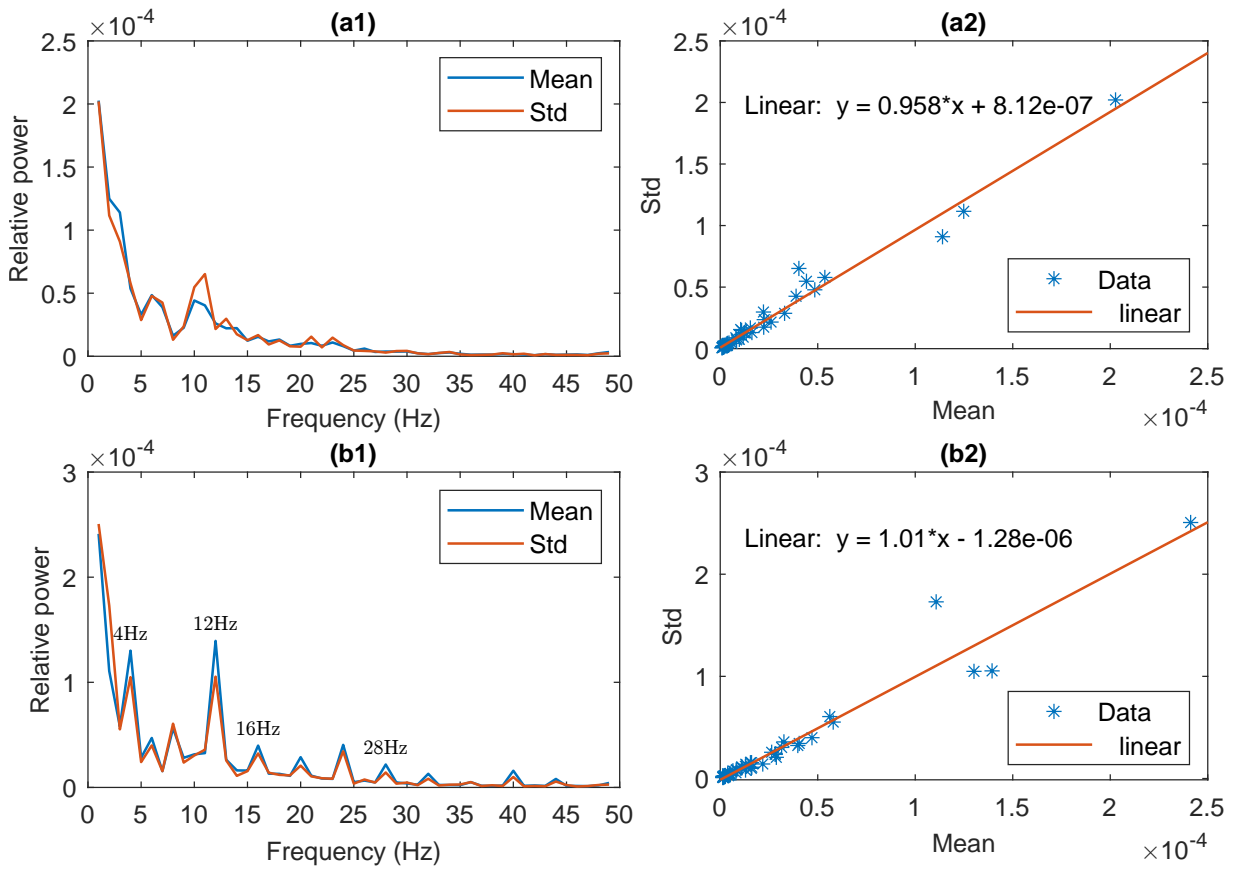 ×10-4
(a1)
2.5
2
1.5
1
0.5
0
Relative power
Mean
Std
0 5 10 15 20 25 30 35 40 45 50
Frequency (Hz)
×10-4
(a2)
2.5
2
1.5
1
0.5
0
Std
Linear: y = 0.958*x + 8.12e-07
Data
linear
0 0.5 1 1.5 2 2.5
Mean
×10-4
×10-4
(b1)
3
2
1
0
Relative power
Mean
Std
4Hz
12Hz
16Hz
28Hz
0 5 10 15 20 25 30 35 40 45 50
Frequency (Hz)
×10-4
(b2)
3
2
1
0
Std
Linear: y = 1.01*x - 1.28e-06
Data
linear
0 0.5 1 1.5 2 2.5
Mean
×10-4